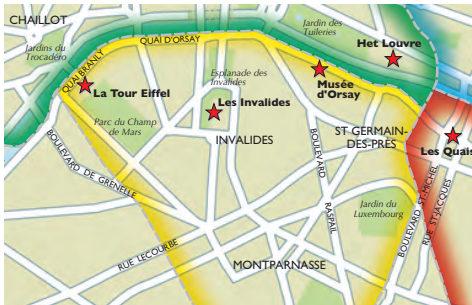 CHAILLOT
Jardin des
Tuileries
Jardins du
Trocadéro
QUAI D'ORSAY
Het Louvre
QUAI BRANLY
Esplanade des
Invalides
Musée
d'Orsay
La Tour Eiffel
Les Invalides
Parc du Champ
de Mars
INVALIDES
ST GERMAIN-
DES-PRÈS
Les Quais
BOULEVARD DE GRENELLE
BOULEVARD RASPAIL
BOULEVARD ST-MICHEL
RUE ST-JACQUES
Jardin du
Luxembourg
RUE LECOURBE
MONTPARNASSE